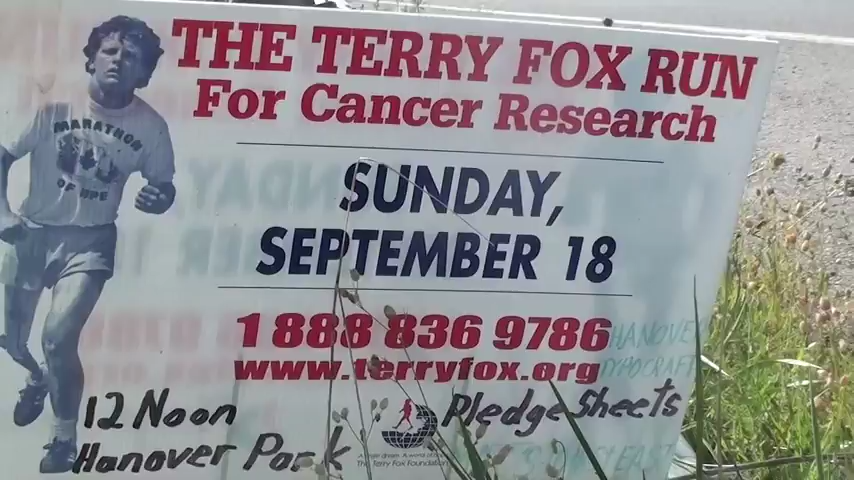 THE TERRY FOX RUN
For Cancer Research
MARATHON
OF HOPE
SUNDAY,
SEPTEMBER 18
1 888 836 9786
www.terryfox.org
HANOVER
12 Noon
Hanover Park
Pledge Sheets
The Terry Fox Foundation